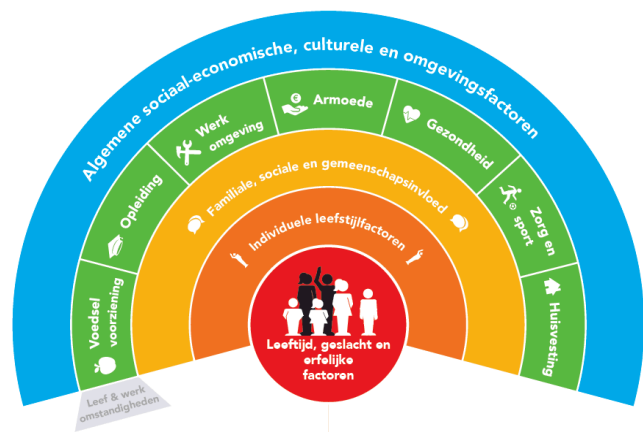 Algemene sociaal-economische, culturele en omgevingsfactoren
Voedsel
voorziening
Opleiding
Werk
omgeving
€
Armoede
Gezondheid
Zorg en
sport
Huisvesting
Familiale, sociale en gemeenschapsinvloed
Individuele leefstijlfactoren
Leeftijd, geslacht en
erfelijke
factoren
Leef & werk
omstandigheden